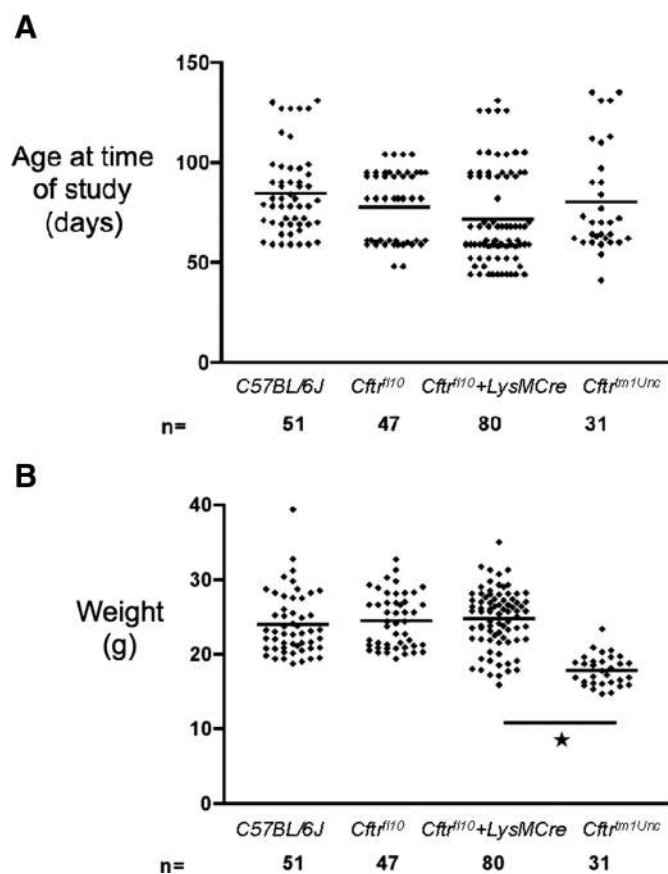 A
150
100
50
0
Age at time
of study
(days)
C57BL/6J Cftrfl10 Cftrfl10+LysMCre Cftrtm1Unc
n= 51 47 80 31
B
40
30
20
10
0
Weight
(g)
★
C57BL/6J Cftrfl10 Cftrfl10+LysMCre Cftrtm1Unc
n= 51 47 80 31